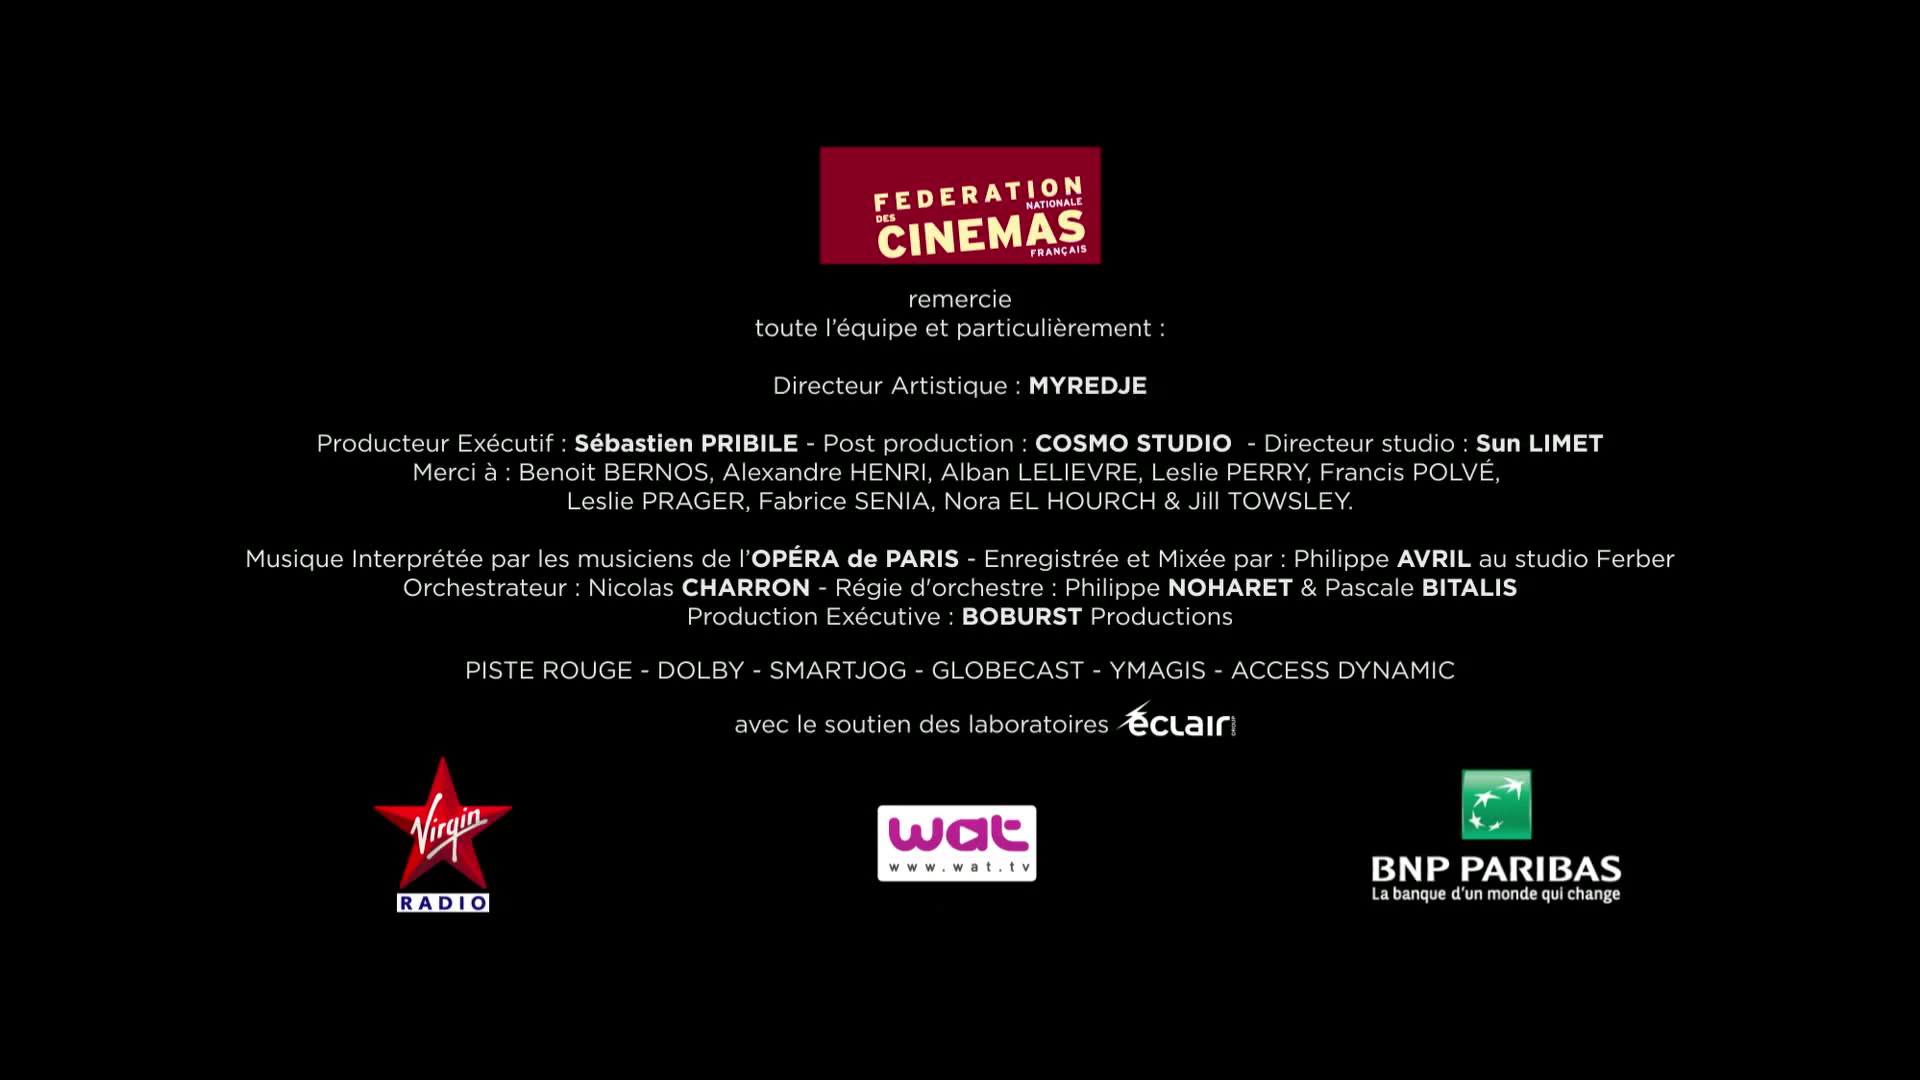 FEDERATION
NATIONALE
DES
CINEMAS
FRANÇAIS
remercie
toute l’équipe et particulièrement :
Directeur Artistique : MYREDJE
Producteur Exécutif : Sébastien PRIBILE - Post production : COSMO STUDIO - Directeur studio : Sun LIMET
Merci à : Benoit BERNOS, Alexandre HENRI, Alban LELIEVRE, Leslie PERRY, Francis POLVÉ,
Leslie PRAGER, Fabrice SENIA, Nora EL HOURCH & Jill TOWSLEY.
Musique Interprétée par les musiciens de l’OPÉRA de PARIS - Enregistrée et Mixée par : Philippe AVRIL au studio Ferber
Orchestrateur : Nicolas CHARRON - Régie d'orchestre : Philippe NOHARET & Pascale BITALIS
Production Exécutive : BOBURST Productions
PISTE ROUGE - DOLBY - SMARTJOG - GLOBECAST - YMAGIS - ACCESS DYNAMIC
avec le soutien des laboratoires éclair GROUP
Virgin
RADIO
wat
www.wat.tv
BNP PARIBAS
La banque d’un monde qui change